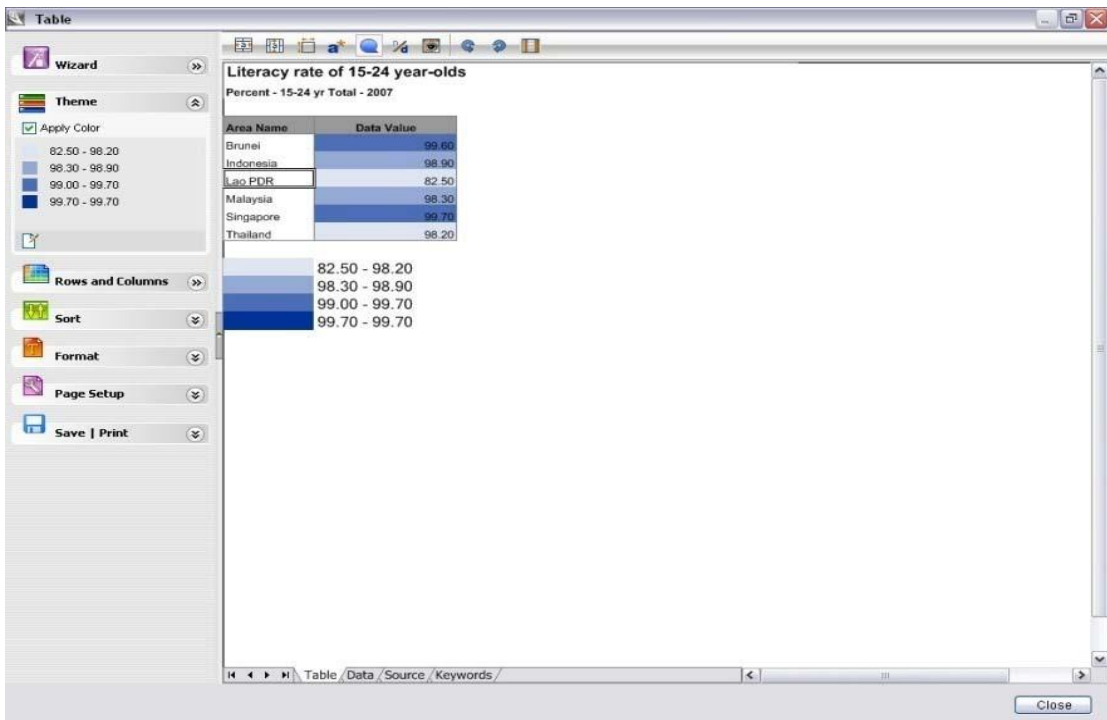 Table
Wizard
Theme
Apply Color
82.50 - 98.20
98.30 - 98.90
99.00 - 99.70
99.70 - 99.70
Rows and Columns
Sort
Format
Page Setup
Save | Print
Literacy rate of 15-24 year-olds
Percent - 15-24 yr Total - 2007
Area Name Data Value
Brunei 99.60
Indonesia 98.90
Lao PDR 82.50
Malaysia 98.30
Singapore 99.70
Thailand 98.20
82.50 - 98.20
98.30 - 98.90
99.00 - 99.70
99.70 - 99.70
Table Data Source Keywords
Close